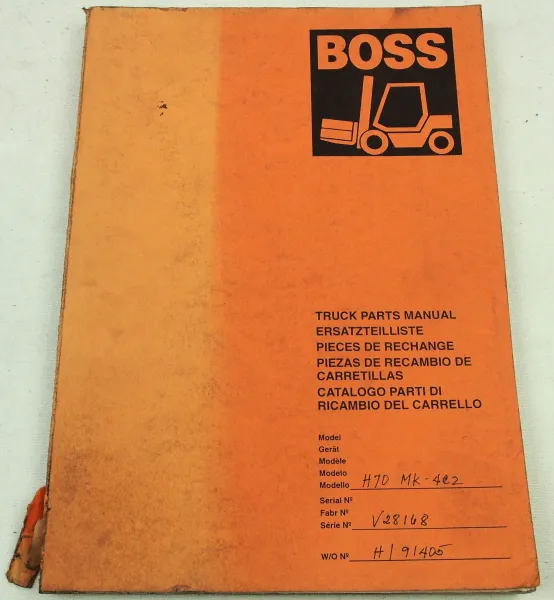 BOSS
TRUCK PARTS MANUAL
ERSATZTEILLISTE
PIECES DE RECHANGE
PIEZAS DE RECAMBIO DE
CARRETILLAS
CATALOGO PARTI DI
RICAMBIO DEL CARRELLO
Model
Gerät
Modèle
Modelo
Modello H70 MK-4C2
Serial Nº
Fabr Nº
Série Nº V28168
W/O Nº H/91405